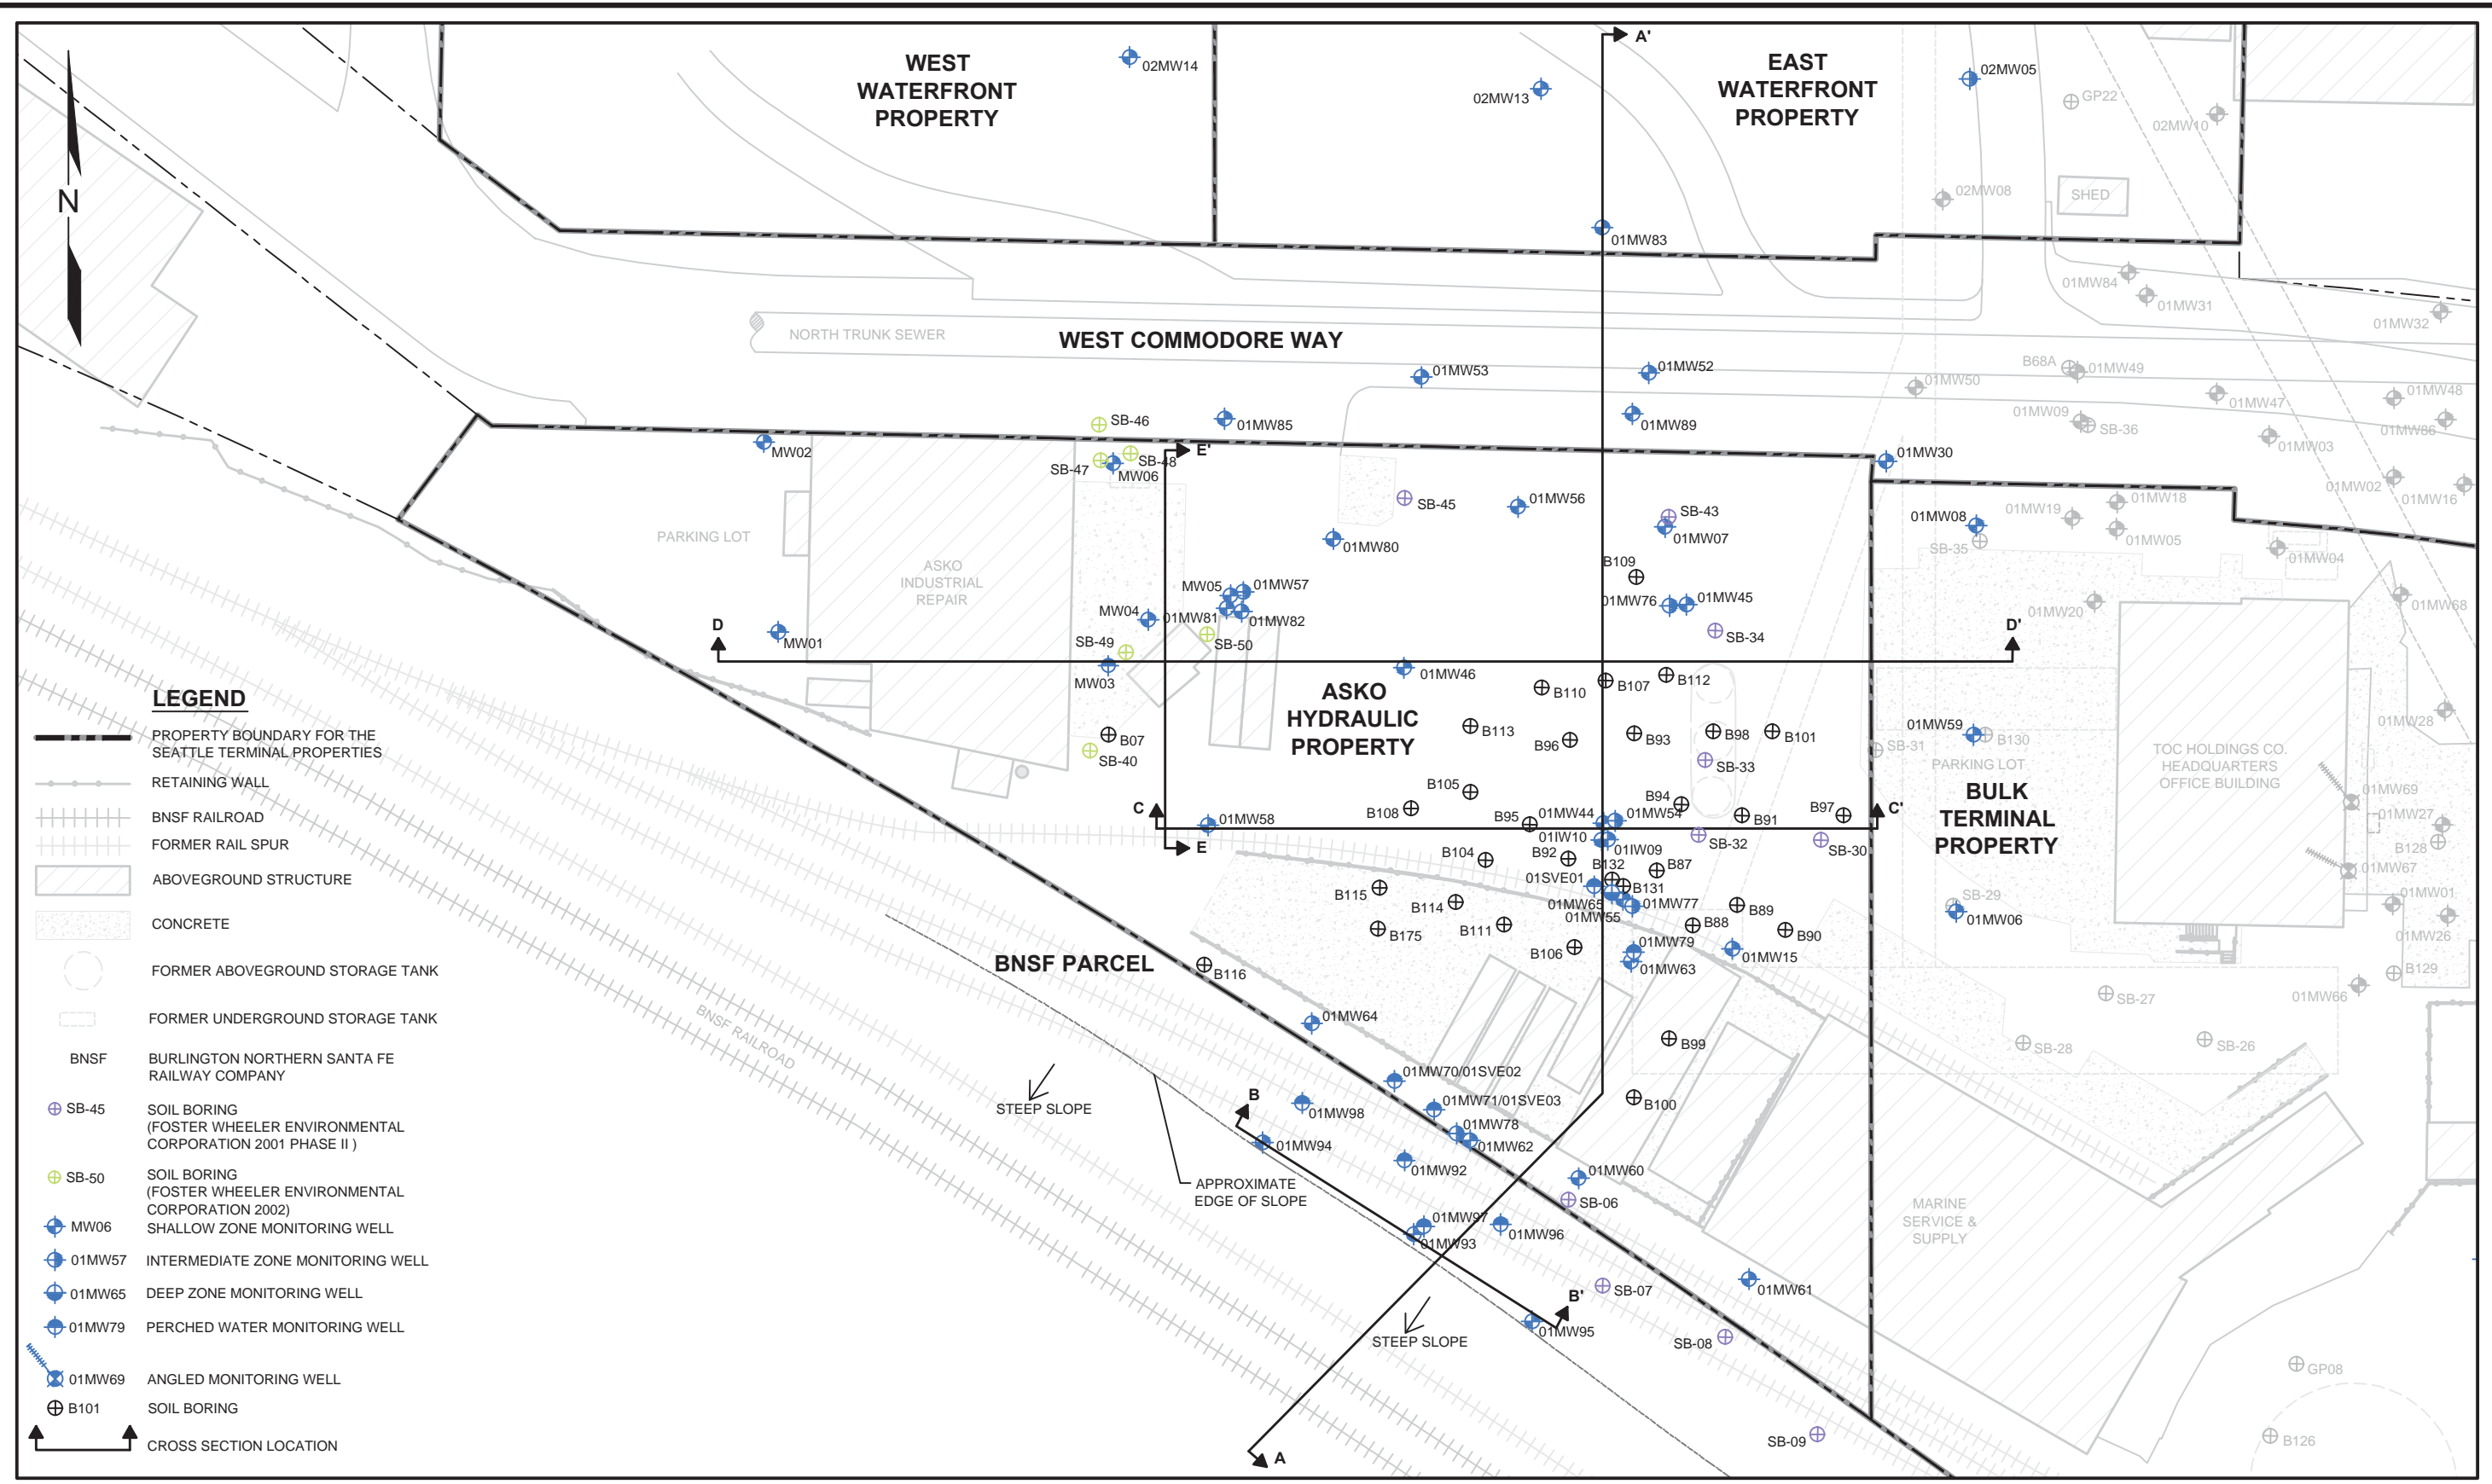 WEST
WATERFRONT
PROPERTY
02MW14
02MW13
A'
EAST
WATERFRONT
PROPERTY
02MW05
GP22
02MW10
02MW08
SHED
N
01MW83
01MW84
01MW31
01MW32
NORTH TRUNK SEWER
WEST COMMODORE WAY
01MW53
01MW52
B68A
01MW49
01MW50
01MW47
01MW48
SB-46
01MW85
01MW89
01MW09
SB-36
01MW03
01MW86
MW02
SB-47
SB-48
MW06
E'
01MW30
SB-45
01MW56
SB-43
01MW07
01MW08
SB-35
01MW19
01MW18
01MW05
01MW02
01MW16
01MW04
PARKING LOT
ASKO
INDUSTRIAL
REPAIR
01MW80
B109
MW05
01MW57
MW04
01MW81
01MW82
01MW76
01MW45
01MW20
01MW68
D
MW01
SB-49
SB-50
SB-34
D'
MW03
01MW46
B110
B107
B112
LEGEND
ASKO
HYDRAULIC
PROPERTY
B113
B96
B93
B98
B101
01MW59
B130
01MW28
B07
SB-40
SB-33
SB-31
PARKING LOT
TOC HOLDINGS CO.
HEADQUARTERS
OFFICE BUILDING
PROPERTY BOUNDARY FOR THE
SEATTLE TERMINAL PROPERTIES
RETAINING WALL
BNSF RAILROAD
FORMER RAIL SPUR
ABOVEGROUND STRUCTURE
CONCRETE
FORMER ABOVEGROUND STORAGE TANK
FORMER UNDERGROUND STORAGE TANK
BNSF
BURLINGTON NORTHERN SANTA FE
RAILWAY COMPANY
SB-45
SOIL BORING
(FOSTER WHEELER ENVIRONMENTAL
CORPORATION 2001 PHASE II )
SB-50
SOIL BORING
(FOSTER WHEELER ENVIRONMENTAL
CORPORATION 2002)
MW06
SHALLOW ZONE MONITORING WELL
01MW57
INTERMEDIATE ZONE MONITORING WELL
01MW65
DEEP ZONE MONITORING WELL
01MW79
PERCHED WATER MONITORING WELL
01MW69
ANGLED MONITORING WELL
B101
SOIL BORING
CROSS SECTION LOCATION
B105
B108
B95
B94
B91
B97
C
C'
01MW58
01MW44
01MW54
01IW10
01IW09
SB-32
SB-30
BULK
TERMINAL
PROPERTY
01MW69
01MW27
B128
01MW67
E
B104
B92
B132
B87
01SVE01
B131
B115
B114
01MW65
01MW77
01MW55
B89
SB-29
01MW06
01MW01
01MW26
B175
B111
B88
B90
B106
01MW79
01MW63
01MW15
BNSF PARCEL
B116
B129
01MW66
SB-27
BNSF RAILROAD
01MW64
B99
SB-28
SB-26
01MW70/01SVE02
STEEP SLOPE
B
01MW98
01MW71/01SVE03
B100
01MW78
01MW94
01MW62
01MW92
01MW60
APPROXIMATE
EDGE OF SLOPE
SB-06
MARINE
SERVICE &
SUPPLY
01MW97
01MW93
01MW96
SB-07
01MW61
B'
01MW95
STEEP SLOPE
SB-08
GP08
SB-09
A
B126